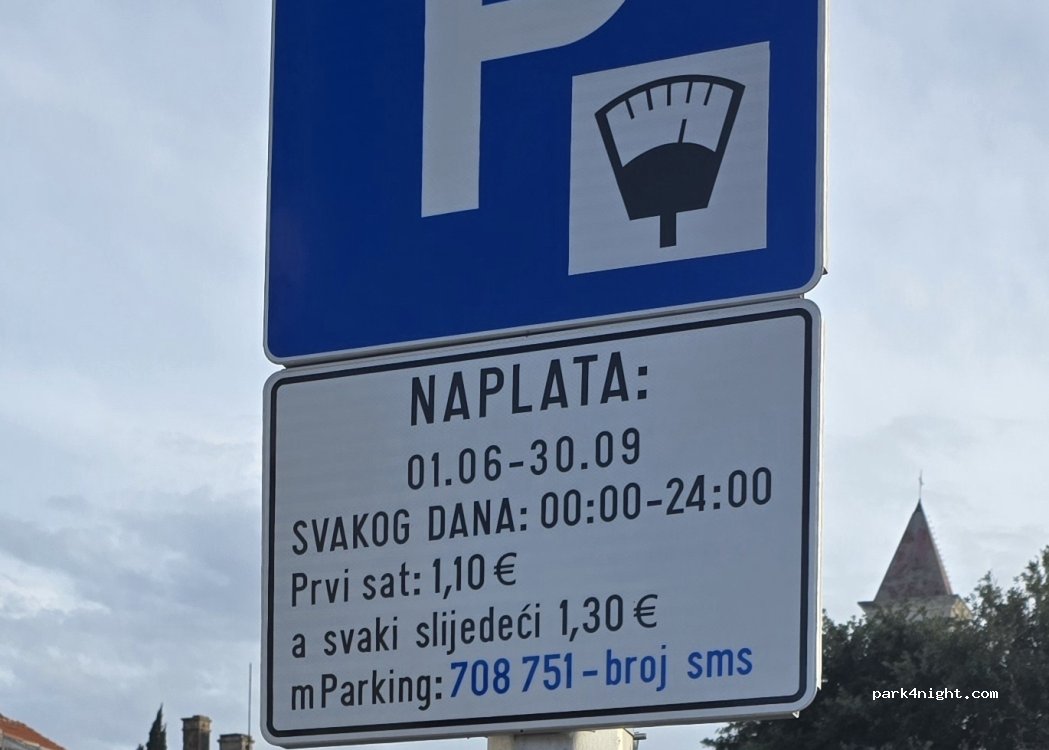 P
NAPLATA:
01.06-30.09
SVAKOG DANA: 00:00-24:00
Prvi sat: 1,10 €
a svaki slijedeći 1,30 €
mParking: 708 751-broj sms
park4night.com